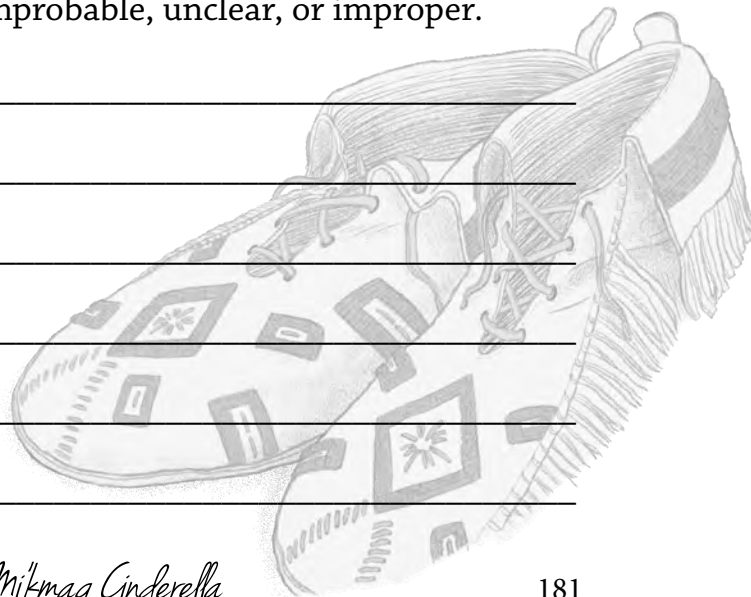 nprobable, unclear, or improper.
Mi'kmaq Cinderella 181